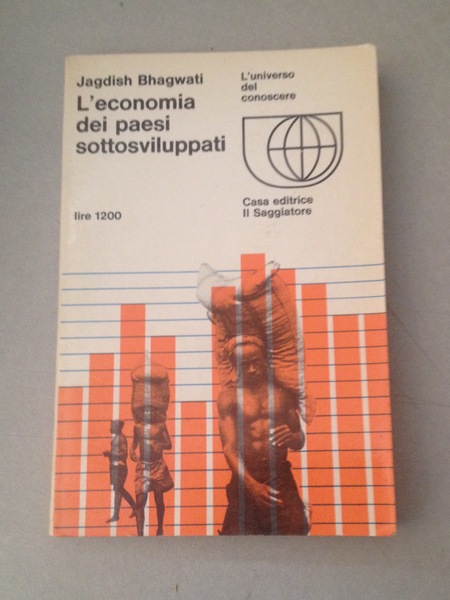 Jagdish Bhagwati
L'economia
dei paesi
sottosviluppati
L'universo
del
conoscere
lire 1200
Casa editrice
Il Saggiatore